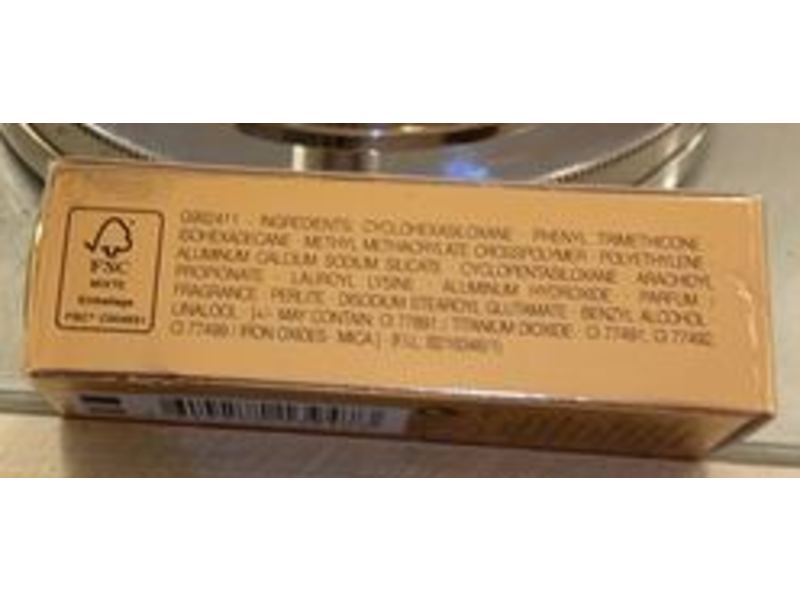 FSC
MIXTE
Emballage
INGREDIENTS: CYCLOHEXASILOXANE · PHENYL TRIMETHICONE
ISOHEXADECANE · METHYL METHACRYLATE CROSSPOLYMER · POLYETHYLENE
ALUMINUM CALCIUM SODIUM SILICATE · CYCLOPENTASILOXANE · ARACHIDYL
PROPIONATE · LAUROYL LYSINE · ALUMINUM HYDROXIDE · PARFUM /
FRAGRANCE · PERLITE · DISODIUM STEAROYL GLUTAMATE · BENZYL ALCOHOL
LINALOOL · [+/- MAY CONTAIN: CI 77891 / TITANIUM DIOXIDE · CI 77491, CI 77492,
CI 77499 / IRON OXIDES · MICA]